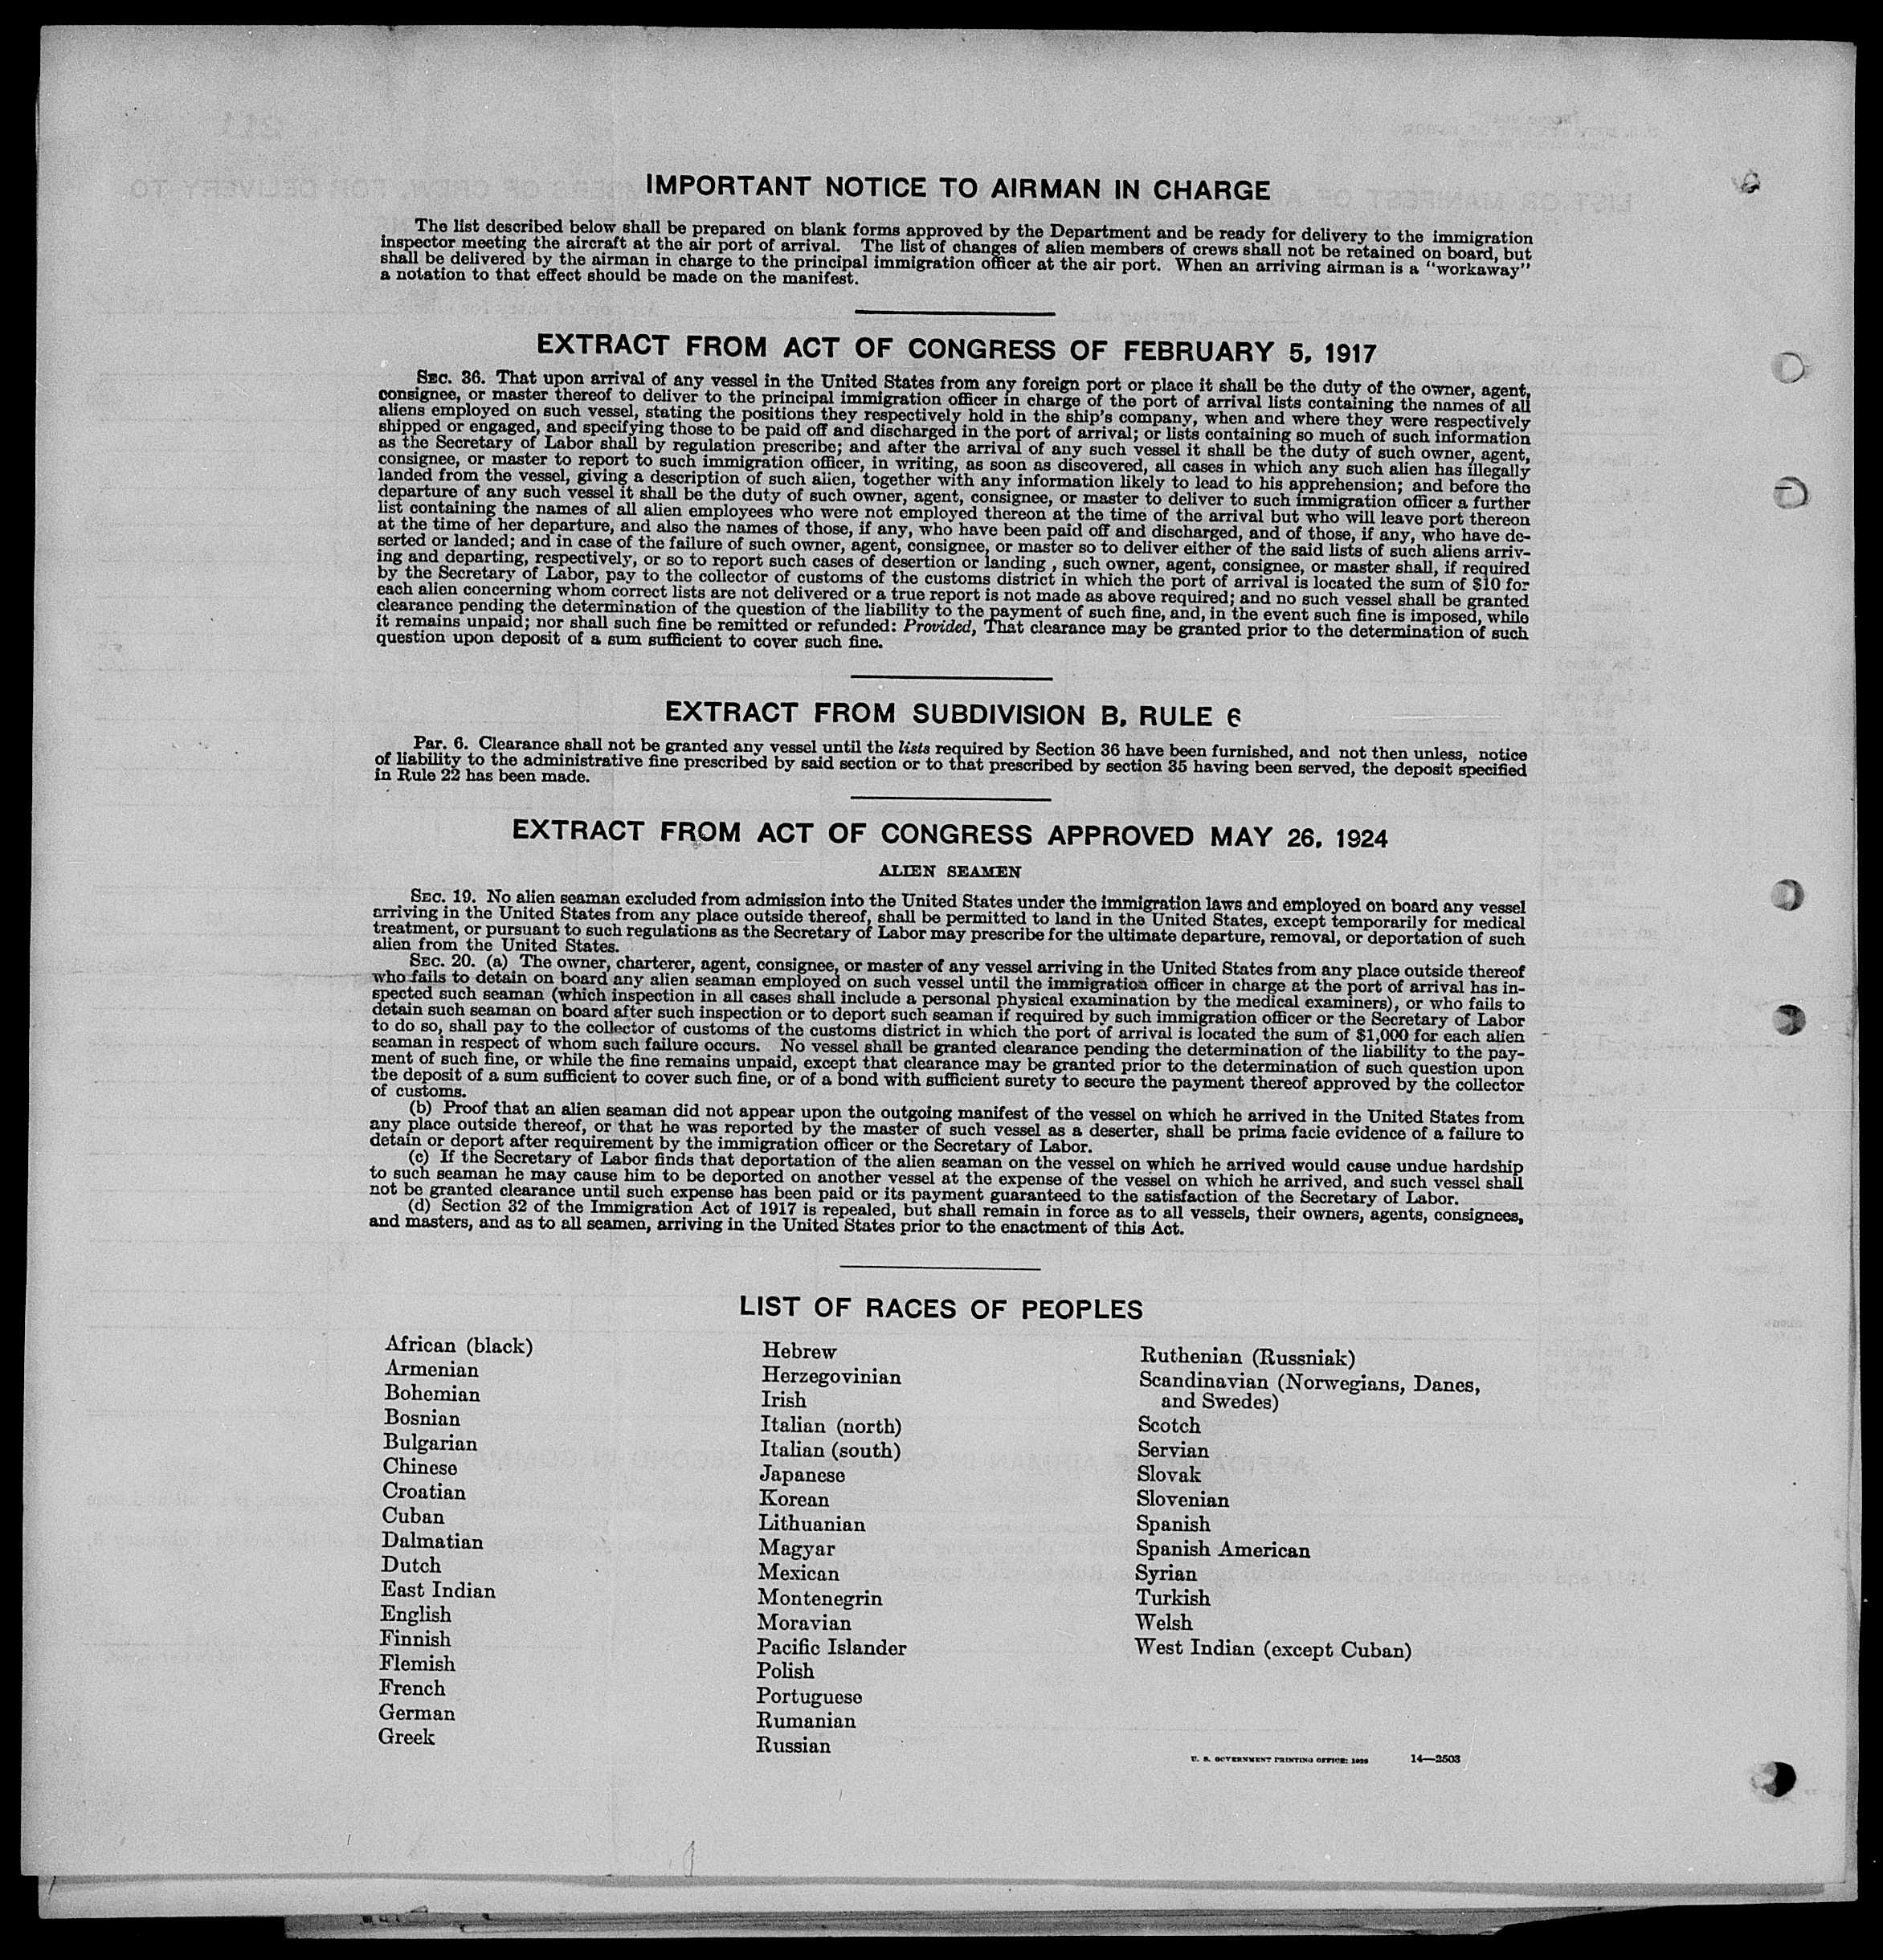 IMPORTANT NOTICE TO AIRMAN IN CHARGE
The list described below shall be prepared on blank forms approved by the Department and be ready for delivery to the immigration
inspector meeting the aircraft at the air port of arrival. The list of changes of alien members of crews shall not be retained on board, but
shall be delivered by the airman in charge to the principal immigration officer at the air port. When an arriving airman is a "workaway"
a notation to that effect should be made on the manifest.
EXTRACT FROM ACT OF CONGRESS OF FEBRUARY 5, 1917
SEC. 36. That upon arrival of any vessel in the United States from any foreign port or place it shall be the duty of the owner, agent,
consignee, or master thereof to deliver to the principal immigration officer in charge of the port of arrival lists containing the names of all
aliens employed on such vessel, stating the positions they respectively hold in the ship's company, when and where they were respectively
shipped or engaged, and specifying those to be paid off and discharged in the port of arrival; or lists containing so much of such information
as the Secretary of Labor shall by regulation prescribe; and after the arrival of any such vessel it shall be the duty of such owner, agent,
consignee, or master to report to such immigration officer, in writing, as soon as discovered, all cases in which any such alien has illegally
landed from the vessel, giving a description of such alien, together with any information likely to lead to his apprehension; and before the
departure of any such vessel it shall be the duty of such owner, agent, consignee, or master to deliver to such immigration officer a further
list containing the names of all alien employees who were not employed thereon at the time of the arrival but who will leave port thereon
at the time of her departure, and also the names of those, if any, who have been paid off and discharged, and of those, if any, who have de-
serted or landed; and in case of the failure of such owner, agent, consignee, or master so to deliver either of the said lists of such aliens arriv-
ing and departing, respectively, or so to report such cases of desertion or landing , such owner, agent, consignee, or master shall, if required
by the Secretary of Labor, pay to the collector of customs of the customs district in which the port of arrival is located the sum of $10 for
each alien concerning whom correct lists are not delivered or a true report is not made as above required; and no such vessel shall be granted
clearance pending the determination of the question of the liability to the payment of such fine, and, in the event such fine is imposed, while
it remains unpaid; nor shall such fine be remitted or refunded: Provided, That clearance may be granted prior to the determination of such
question upon deposit of a sum sufficient to cover such fine.
EXTRACT FROM SUBDIVISION B, RULE 6
Par. 6. Clearance shall not be granted any vessel until the lists required by Section 36 have been furnished, and not then unless, notice
of liability to the administrative fine prescribed by said section or to that prescribed by section 35 having been served, the deposit specified
in Rule 22 has been made.
EXTRACT FROM ACT OF CONGRESS APPROVED MAY 26, 1924
ALIEN SEAMEN
SEC. 19. No alien seaman excluded from admission into the United States under the immigration laws and employed on board any vessel
arriving in the United States from any place outside thereof, shall be permitted to land in the United States, except temporarily for medical
treatment, or pursuant to such regulations as the Secretary of Labor may prescribe for the ultimate departure, removal, or deportation of such
alien from the United States.
SEC. 20. (a) The owner, charterer, agent, consignee, or master of any vessel arriving in the United States from any place outside thereof
who fails to detain on board any alien seaman employed on such vessel until the immigration officer in charge at the port of arrival has in-
spected such seaman (which inspection in all cases shall include a personal physical examination by the medical examiners), or who fails to
detain such seaman on board after such inspection or to deport such seaman if required by such immigration officer or the Secretary of Labor
to do so, shall pay to the collector of customs of the customs district in which the port of arrival is located the sum of $1,000 for each alien
seaman in respect of whom such failure occurs. No vessel shall be granted clearance pending the determination of the liability to the pay-
ment of such fine, or while the fine remains unpaid, except that clearance may be granted prior to the determination of such question upon
the deposit of a sum sufficient to cover such fine, or of a bond with sufficient surety to secure the payment thereof approved by the collector
of customs.
(b) Proof that an alien seaman did not appear upon the outgoing manifest of the vessel on which he arrived in the United States from
any place outside thereof, or that he was reported by the master of such vessel as a deserter, shall be prima facie evidence of a failure to
detain or deport after requirement by the immigration officer or the Secretary of Labor.
(c) If the Secretary of Labor finds that deportation of the alien seaman on the vessel on which he arrived would cause undue hardship
to such seaman he may cause him to be deported on another vessel at the expense of the vessel on which he arrived, and such vessel shall
not be granted clearance until such expense has been paid or its payment guaranteed to the satisfaction of the Secretary of Labor.
(d) Section 32 of the Immigration Act of 1917 is repealed, but shall remain in force as to all vessels, their owners, agents, consignees,
and masters, and as to all seamen, arriving in the United States prior to the enactment of this Act.
LIST OF RACES OF PEOPLES
African (black)
Armenian
Bohemian
Bosnian
Bulgarian
Chinese
Croatian
Cuban
Dalmatian
Dutch
East Indian
English
Finnish
Flemish
French
German
Greek
Hebrew
Herzegovinian
Irish
Italian (north)
Italian (south)
Japanese
Korean
Lithuanian
Magyar
Mexican
Montenegrin
Moravian
Pacific Islander
Polish
Portuguese
Rumanian
Russian
Ruthenian (Russniak)
Scandinavian (Norwegians, Danes,
and Swedes)
Scotch
Servian
Slovak
Slovenian
Spanish
Spanish American
Syrian
Turkish
Welsh
West Indian (except Cuban)
U. S. GOVERNMENT PRINTING OFFICE: 1929 14—2503